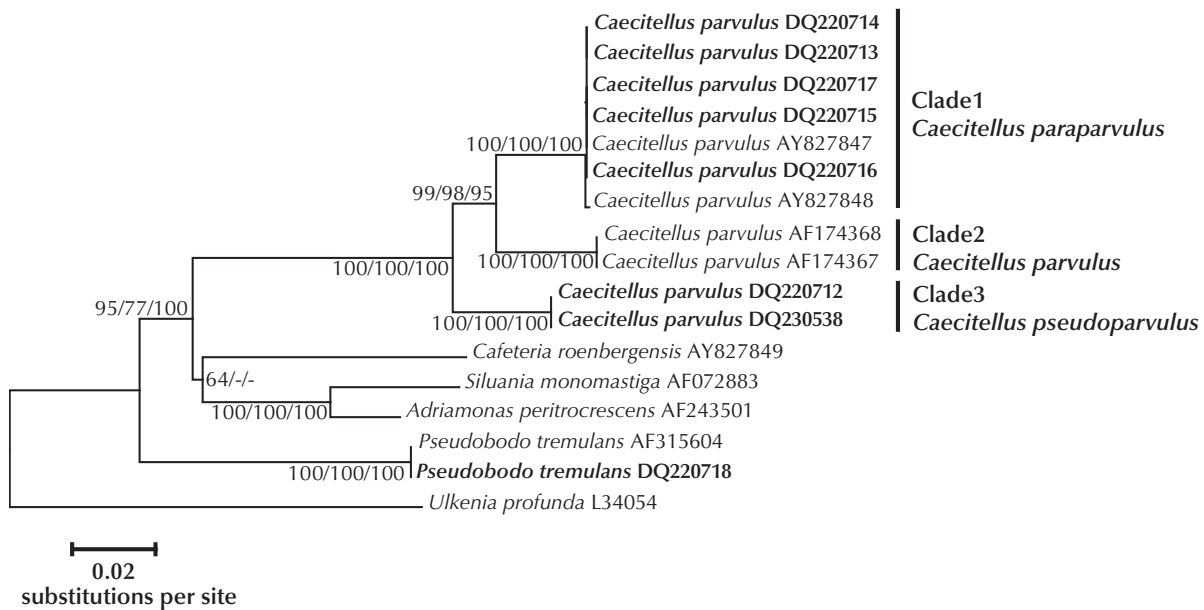 Caecitellus parvulus DQ220714
Caecitellus parvulus DQ220713
Caecitellus parvulus DQ220717
Caecitellus parvulus DQ220715
Caecitellus parvulus AY827847
Caecitellus parvulus DQ220716
Caecitellus parvulus AY827848
Clade1
Caecitellus paraparvulus
100/100/100
99/98/95
Caecitellus parvulus AF174368
Caecitellus parvulus AF174367
100/100/100
Clade2
Caecitellus parvulus
100/100/100
Caecitellus parvulus DQ220712
Caecitellus parvulus DQ230538
100/100/100
Clade3
Caecitellus pseudoparvulus
95/77/100
Cafeteria roenbergensis AY827849
64/-/-
Siluania monomastiga AF072883
100/100/100
Adriamonas peritrocrescens AF243501
Pseudobodo tremulans AF315604
100/100/100
Pseudobodo tremulans DQ220718
Ulkenia profunda L34054
0.02
substitutions per site